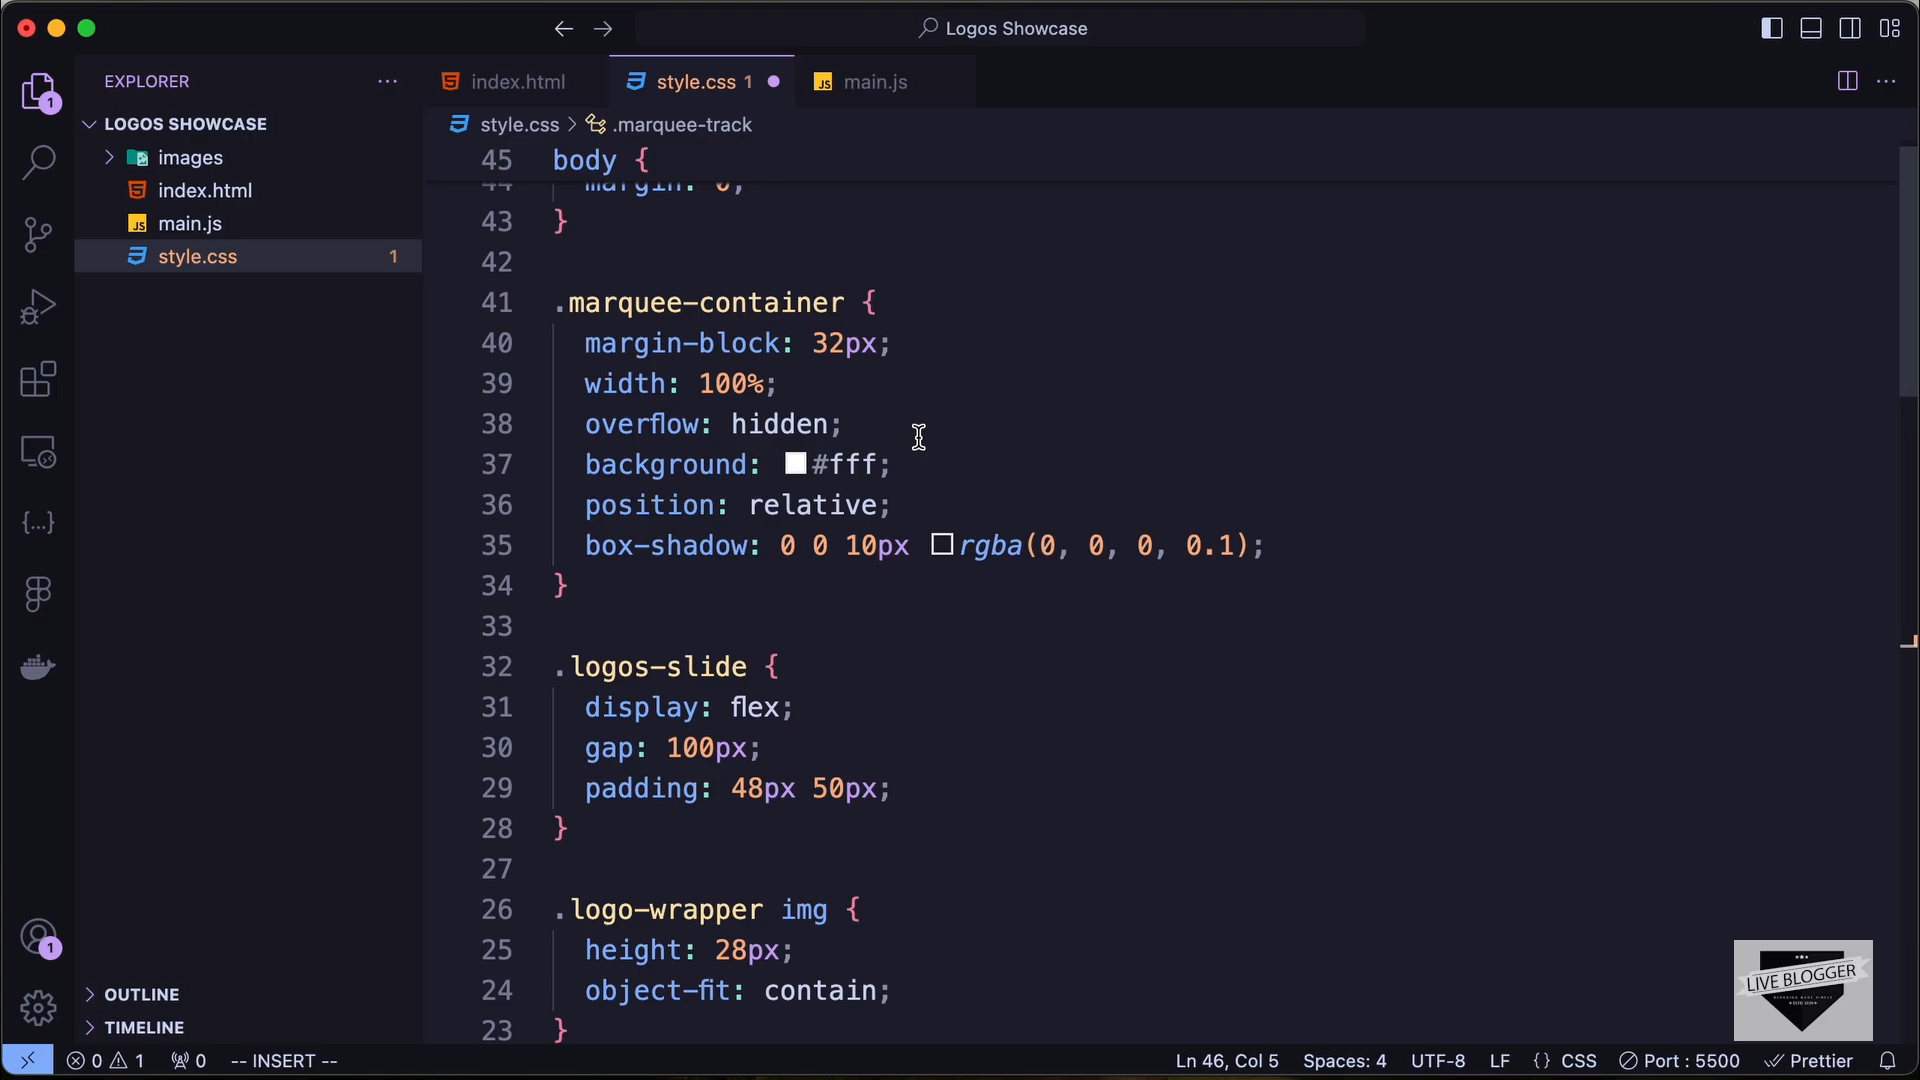 Logos Showcase
EXPLORER
index.html
style.css 1
main.js
LOGOS SHOWCASE
style.css > .marquee-track
images
index.html
main.js
style.css 1
45 body {
44 margin: 0;
43 }
42
41 .marquee-container {
40 margin-block: 32px;
39 width: 100%;
38 overflow: hidden;
37 background: #fff;
36 position: relative;
35 box-shadow: 0 0 10px rgba(0, 0, 0, 0.1);
34 }
33
32 .logos-slide {
31 display: flex;
30 gap: 100px;
29 padding: 48px 50px;
28 }
27
26 .logo-wrapper img {
25 height: 28px;
24 object-fit: contain;
23 }
1
1
OUTLINE
TIMELINE
LIVE BLOGGER
0 1 0 -- INSERT -- Ln 46, Col 5 Spaces: 4 UTF-8 LF {} CSS Port : 5500 Prettier